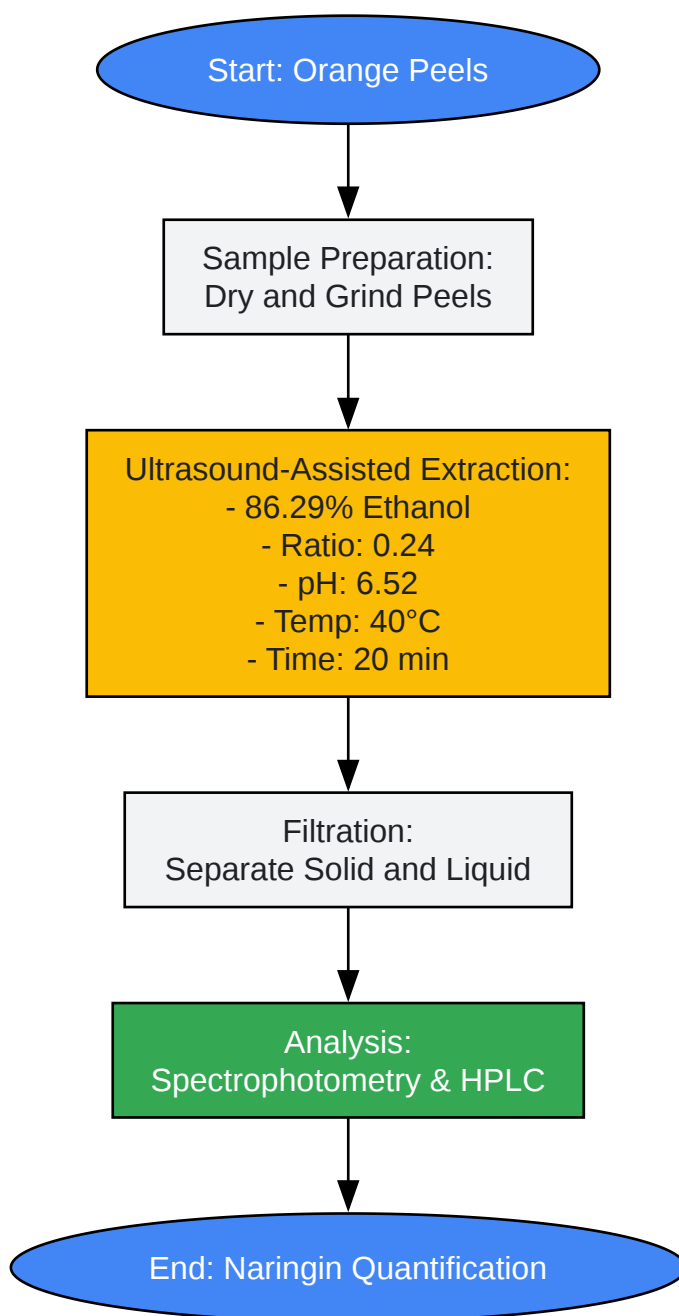 Start: Orange Peels
Sample Preparation:
Dry and Grind Peels
Ultrasound-Assisted Extraction:
- 86.29% Ethanol
- Ratio: 0.24
- pH: 6.52
- Temp: 40°C
- Time: 20 min
Filtration:
Separate Solid and Liquid
Analysis:
Spectrophotometry & HPLC
End: Naringin Quantification